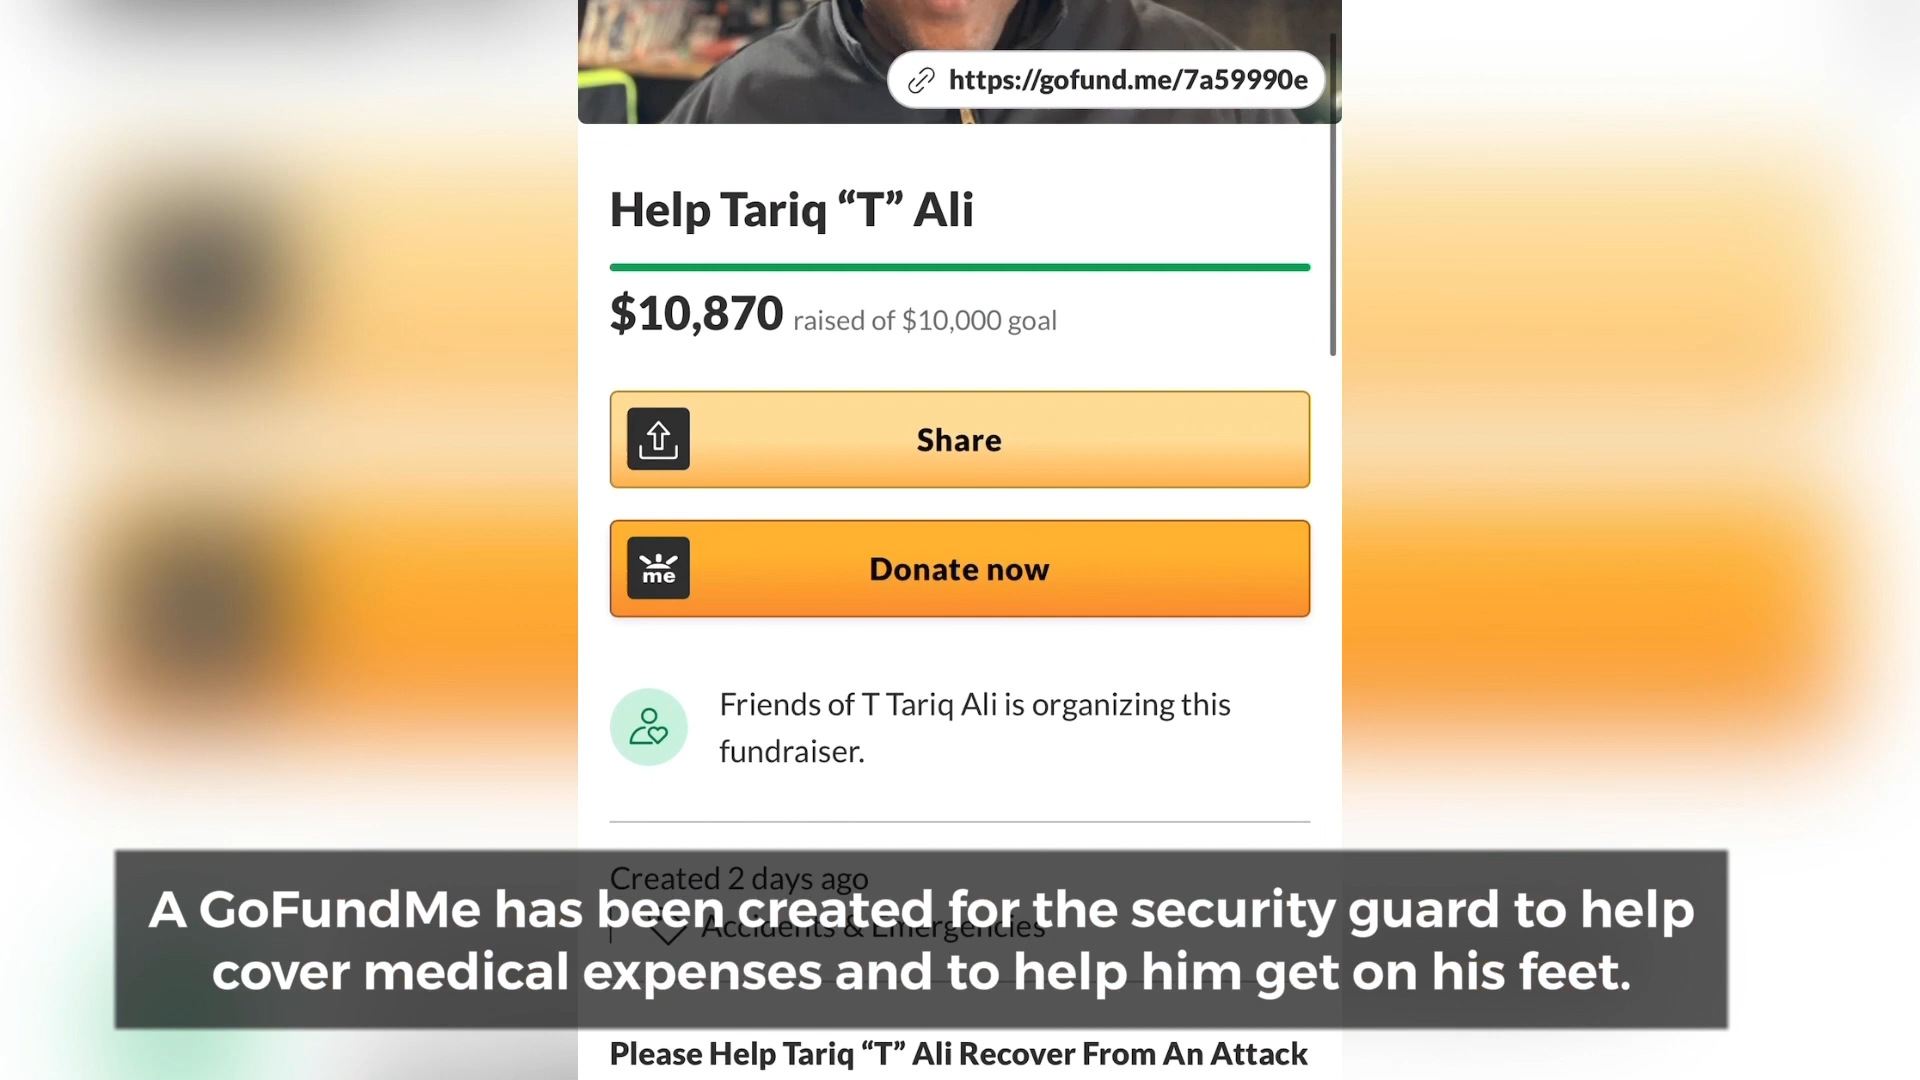 https://gofund.me/7a59990e
Help Tariq “T” Ali
$10,870 raised of $10,000 goal
Share
me
Donate now
Friends of T Tariq Ali is organizing this
fundraiser.
Created 2 days ago
Accidents & Emergencies
A GoFundMe has been created for the security guard to help
cover medical expenses and to help him get on his feet.
Please Help Tariq “T” Ali Recover From An Attack